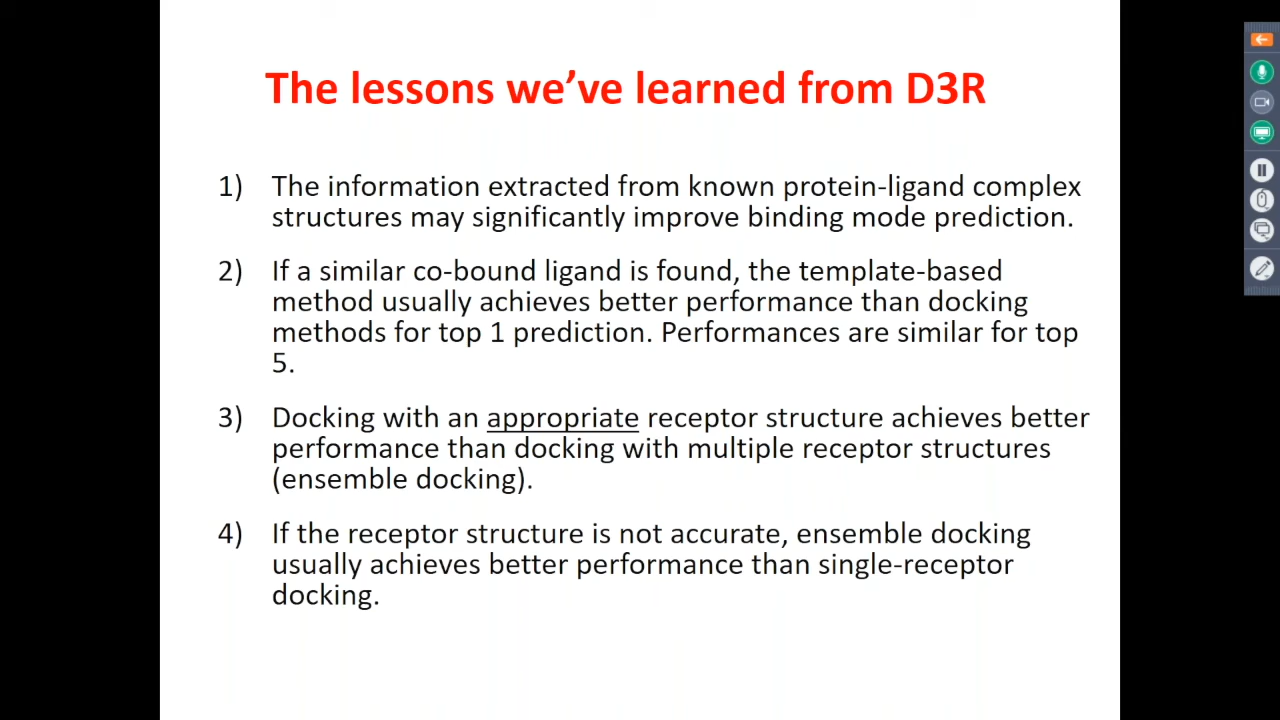 The lessons we’ve learned from D3R
1) The information extracted from known protein-ligand complex
structures may significantly improve binding mode prediction.
2) If a similar co-bound ligand is found, the template-based
method usually achieves better performance than docking
methods for top 1 prediction. Performances are similar for top
5.
3) Docking with an appropriate receptor structure achieves better
performance than docking with multiple receptor structures
(ensemble docking).
4) If the receptor structure is not accurate, ensemble docking
usually achieves better performance than single-receptor
docking.